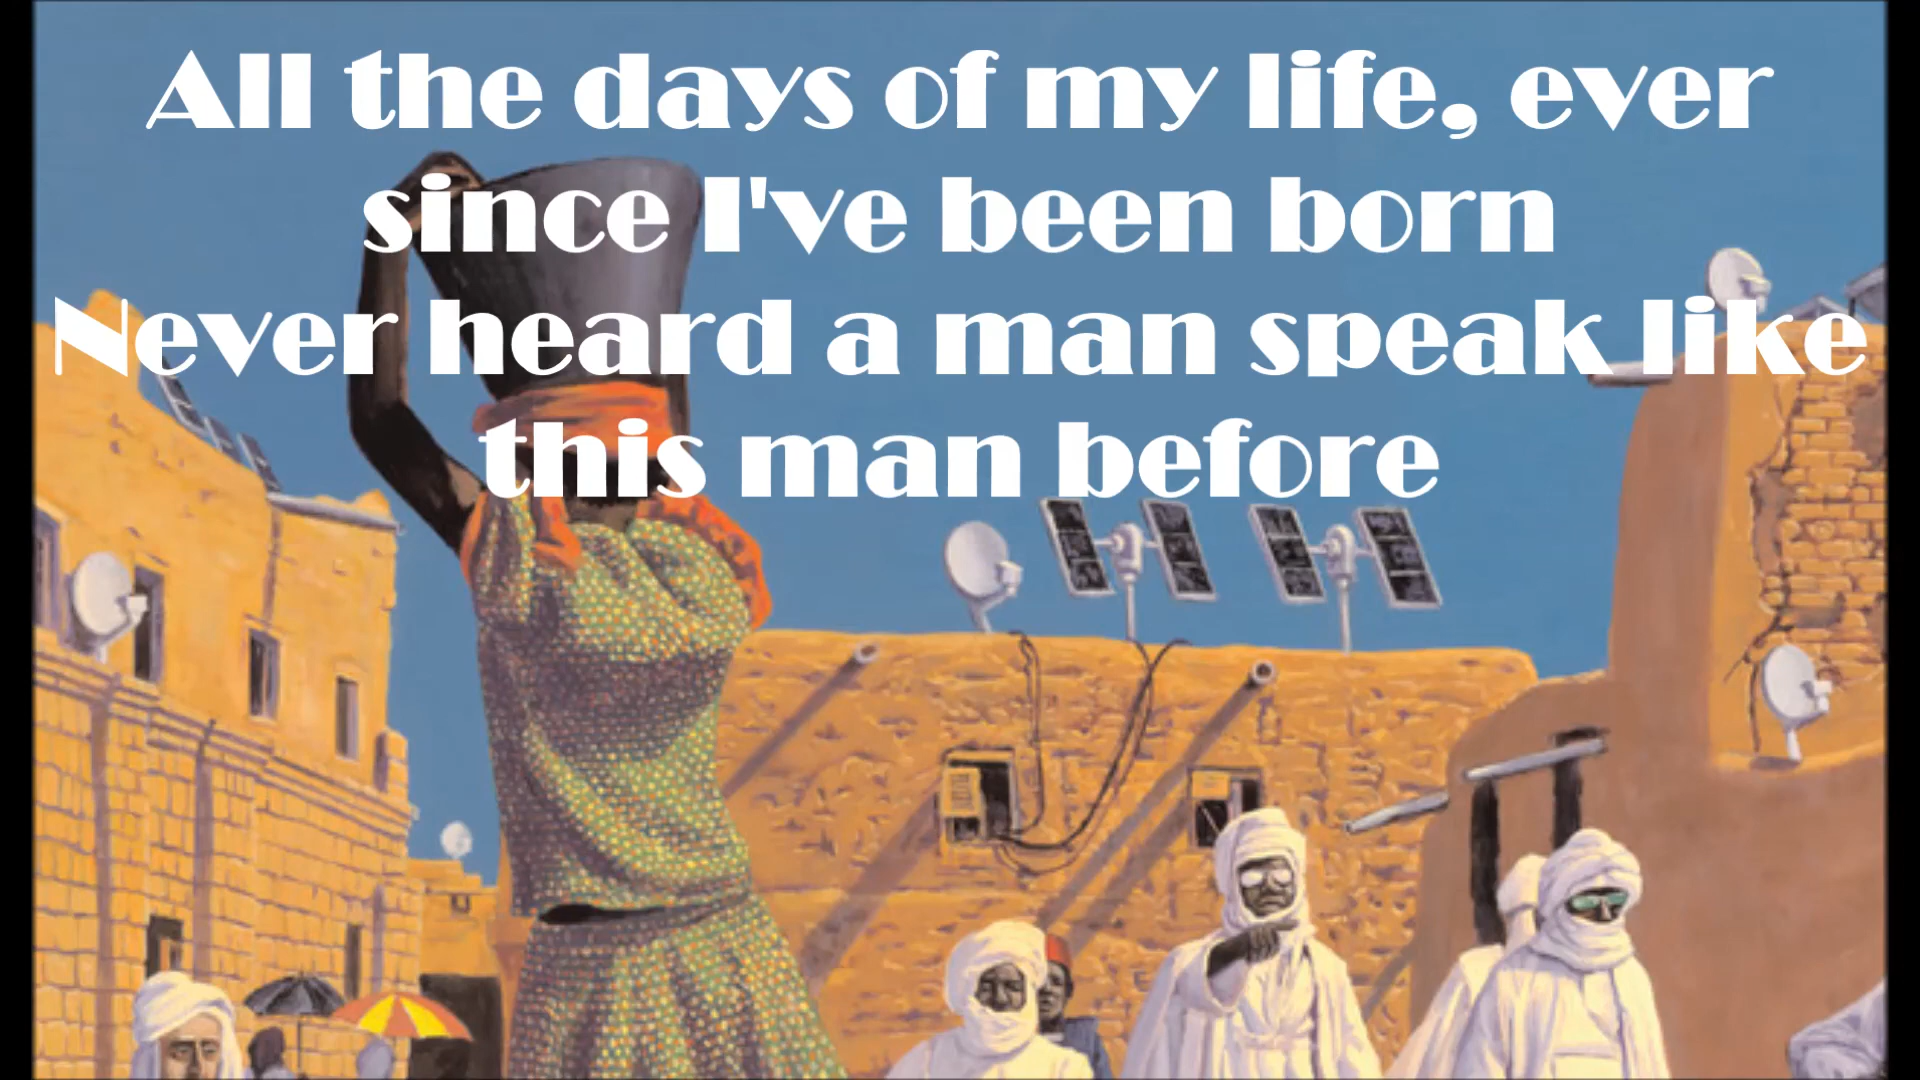 All the days of my life, ever
since I've been born
Never heard a man speak like
this man before